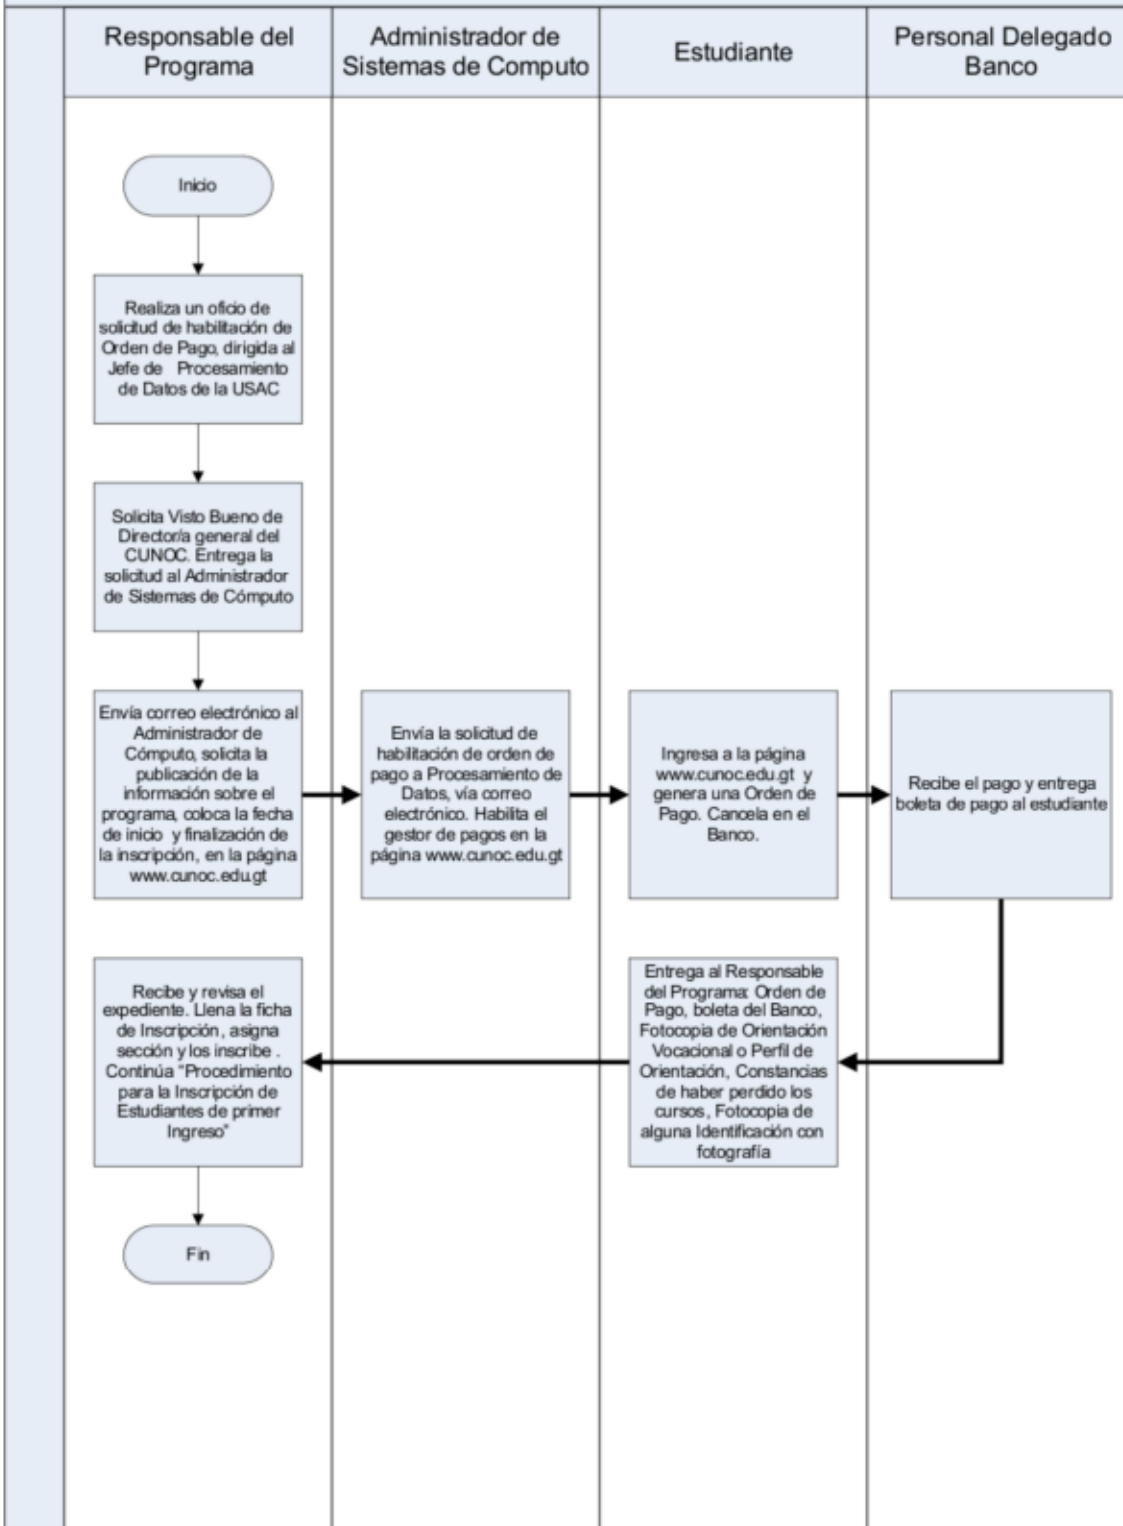 Responsable del
Programa
Administrador de
Sistemas de Computo
Estudiante
Personal Delegado
Banco
Inicio
Realiza un oficio de
solicitud de habilitación de
Orden de Pago, dirigida al
Jefe de Procesamiento
de Datos de la USAC
Solicita Visto Bueno de
Director/a general del
CUNOC. Entrega la
solicitud al Administrador
de Sistemas de Cómputo
Envía correo electrónico al
Administrador de
Cómputo, solicita la
publicación de la
información sobre el
programa, coloca la fecha
de inicio y finalización de
la inscripción, en la página
www.cunoc.edu.gt
Envía la solicitud de
habilitación de orden de
pago a Procesamiento de
Datos, vía correo
electrónico. Habilita el
gestor de pagos en la
página www.cunoc.edu.gt
Ingresa a la página
www.cunoc.edu.gt y
genera una Orden de
Pago. Cancela en el
Banco.
Recibe el pago y entrega
boleta de pago al estudiante
Entrega al Responsable
del Programa: Orden de
Pago, boleta del Banco,
Fotocopia de Orientación
Vocacional o Perfil de
Orientación, Constancias
de haber perdido los
cursos, Fotocopia de
alguna Identificación con
fotografía
Recibe y revisa el
expediente. Llena la ficha
de Inscripción, asigna
sección y los inscribe .
Continúa "Procedimiento
para la Inscripción de
Estudiantes de primer
Ingreso"
Fin